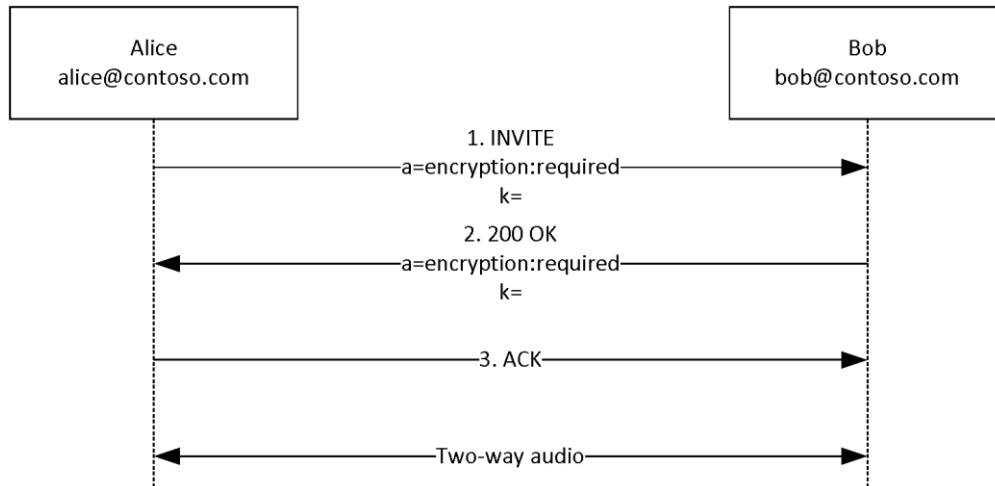 Alice
alice@contoso.com
Bob
bob@contoso.com
1. INVITE
a=encryption:required
k=
2. 200 OK
a=encryption:required
k=
3. ACK
Two-way audio